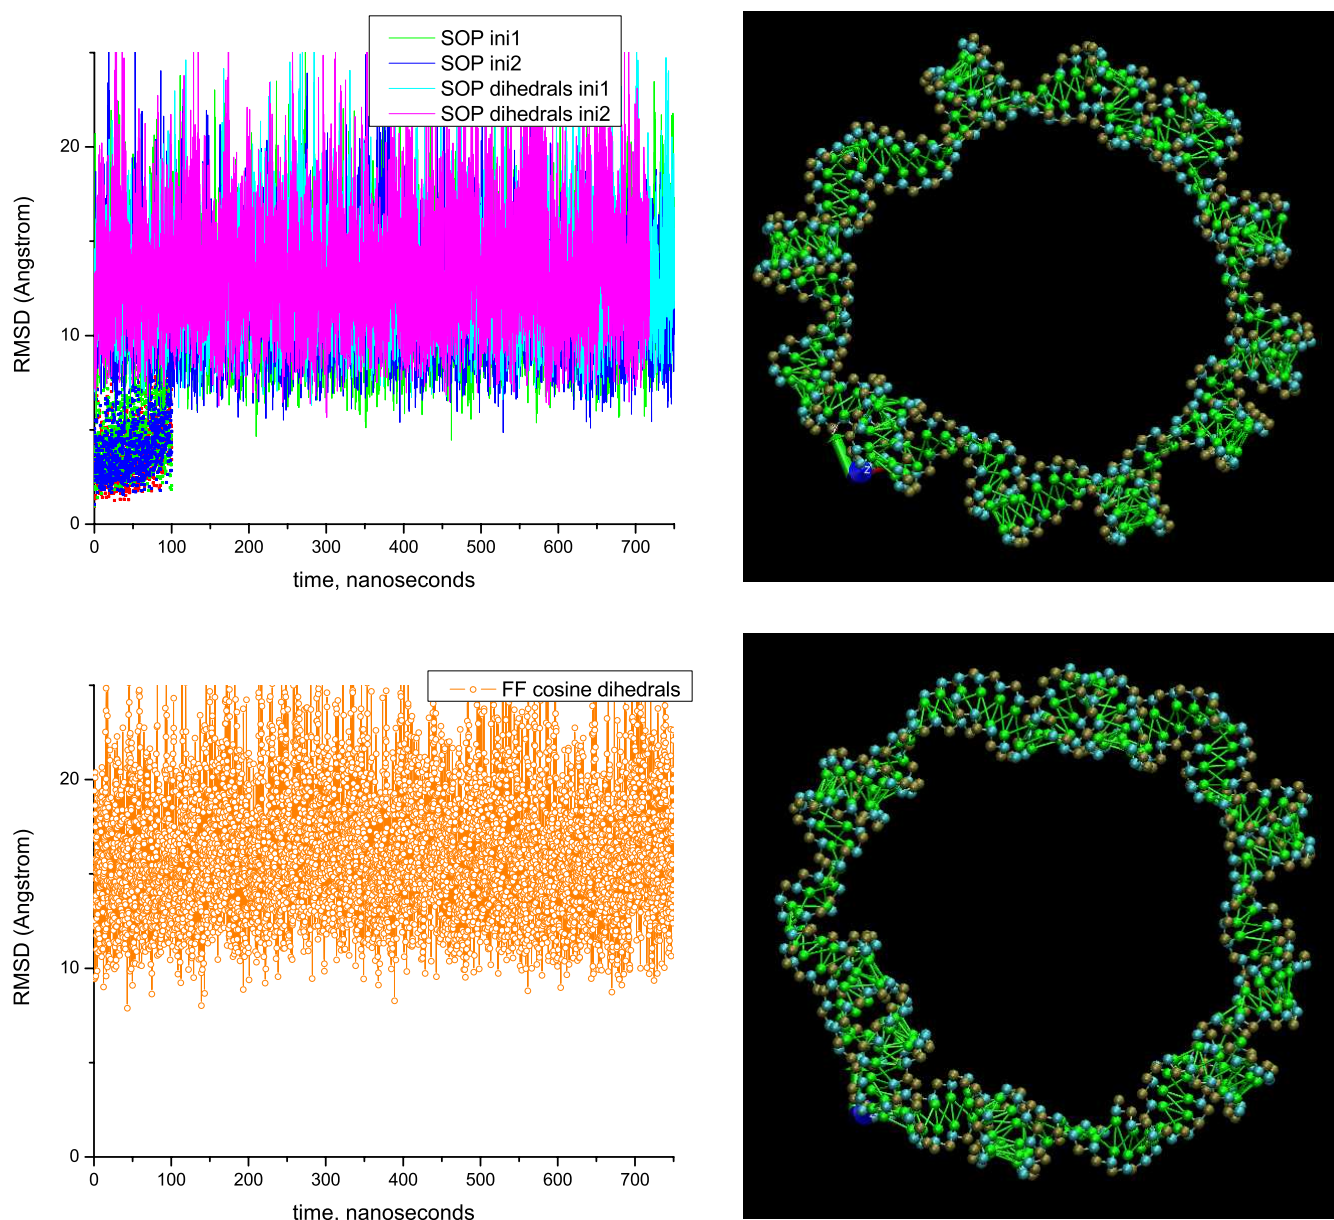 SOP ini1
SOP ini2
SOP dihedrals ini1
SOP dihedrals ini2
20
10
0
RMSD (Angstrom)
0 100 200 300 400 500 600 700
time, nanoseconds
z
FF cosine dihedrals
20
10
0
RMSD (Angstrom)
0 100 200 300 400 500 600 700
time, nanoseconds